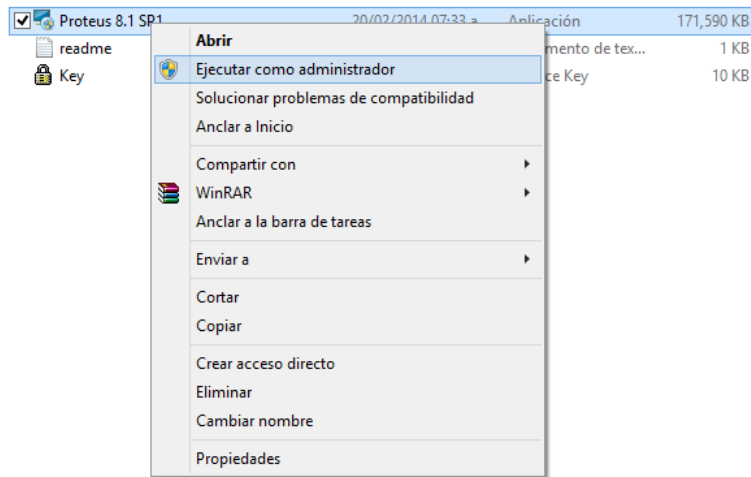 Proteus 8.1 SP1 20/02/2014 07:33 a. Aplicación 171,590 KB
readme mento de tex... 1 KB
Key ce Key 10 KB
Abrir
Ejecutar como administrador
Solucionar problemas de compatibilidad
Anclar a Inicio
Compartir con
WinRAR
Anclar a la barra de tareas
Enviar a
Cortar
Copiar
Crear acceso directo
Eliminar
Cambiar nombre
Propiedades